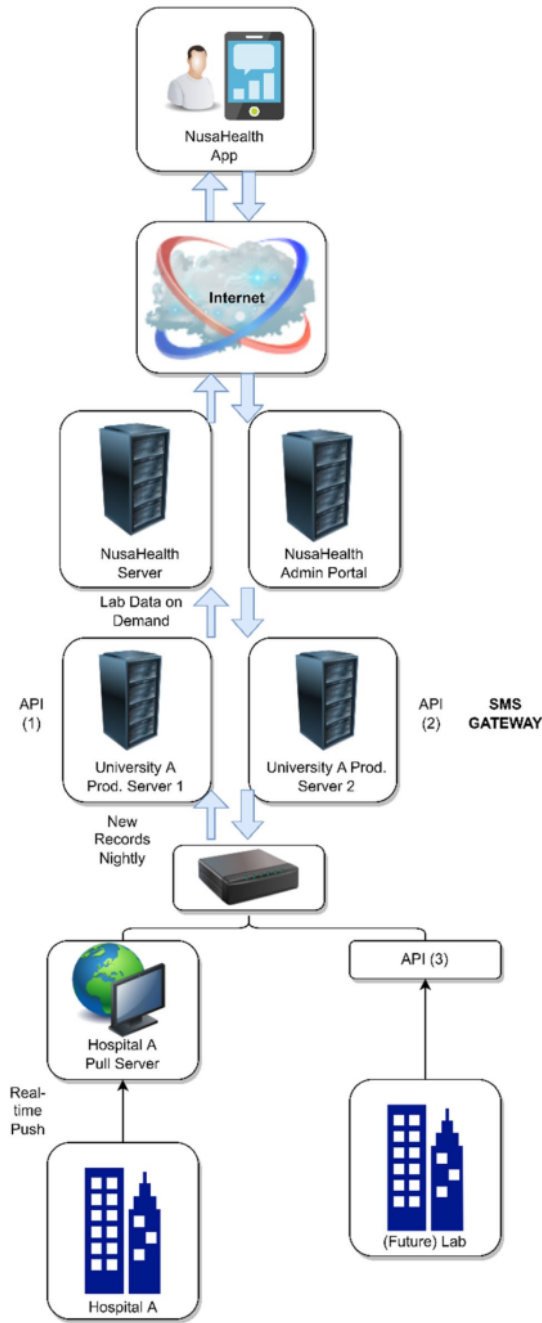 NusaHealth
App
Internet
NusaHealth
Server
NusaHealth
Admin Portal
Lab Data on
Demand
API
(1)
University A
Prod. Server 1
University A Prod.
Server 2
API
(2)
SMS
GATEWAY
New
Records
Nightly
Hospital A
Pull Server
API (3)
Real-
time
Push
Hospital A
(Future) Lab